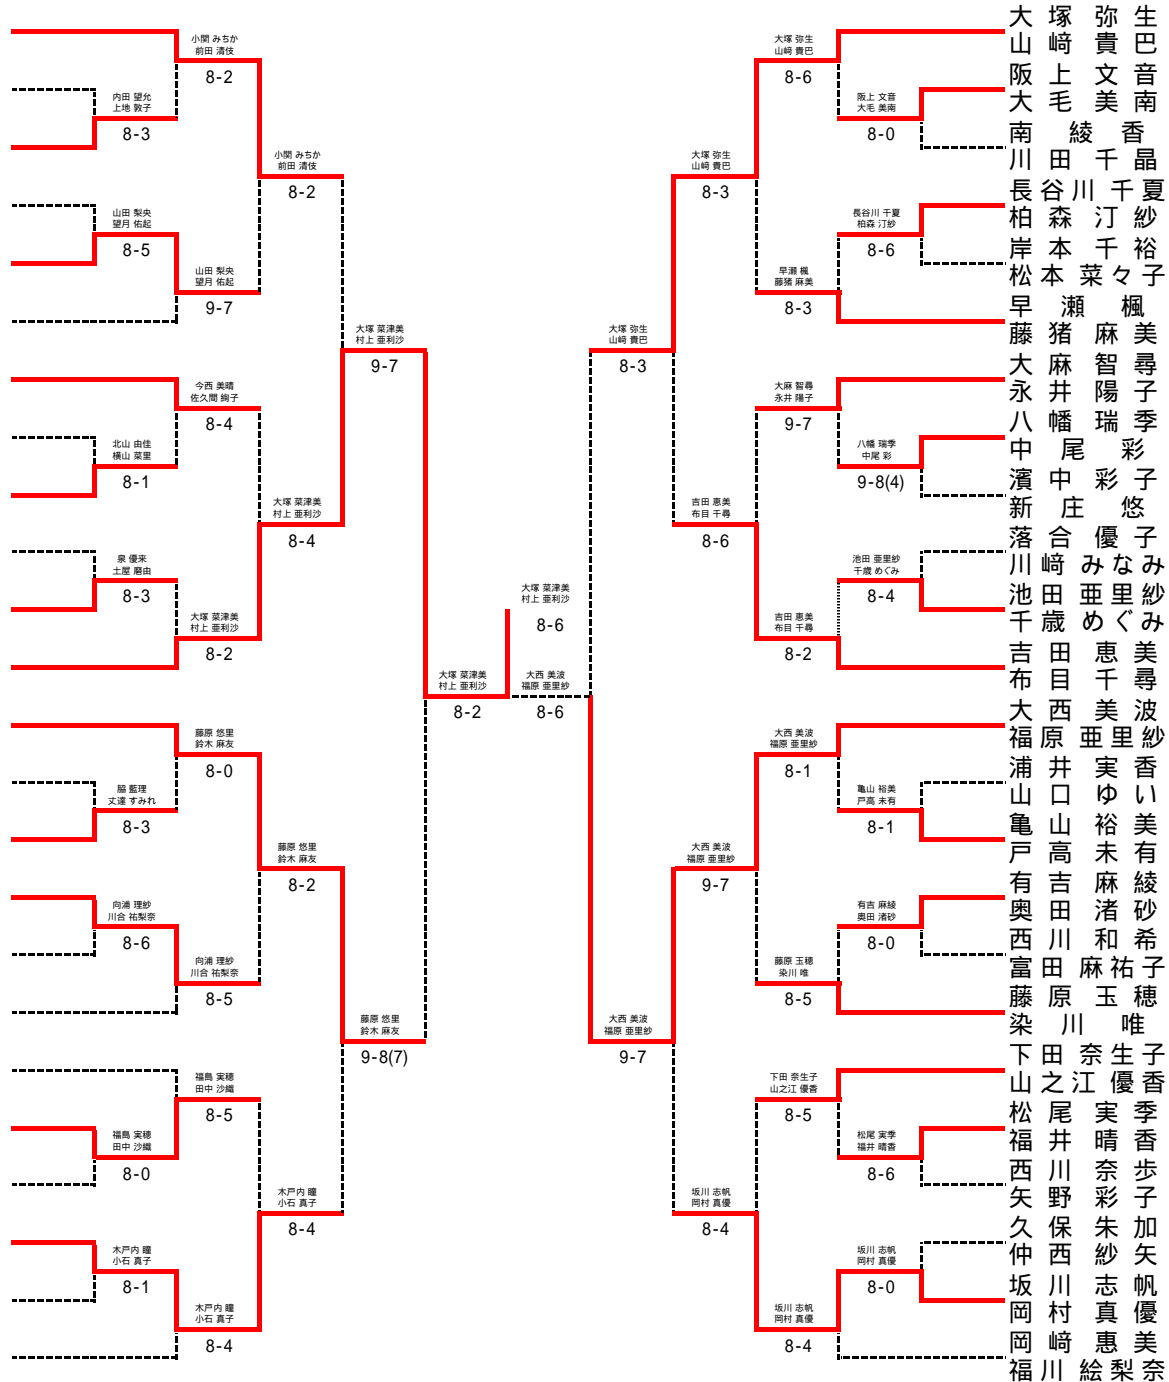 小関 みちか
前田 清伎
8-2
内田 望允
上地 敦子
8-3
小関 みちか
前田 清伎
8-2
山田 梨央
望月 佑起
8-5
山田 梨央
望月 佑起
9-7
大塚 菜津美
村上 亜利沙
9-7
今西 美晴
佐久間 絢子
8-4
北山 由佳
横山 菜里
8-1
大塚 菜津美
村上 亜利沙
8-4
泉 優来
土屋 磨由
8-3
大塚 菜津美
村上 亜利沙
8-2
大塚 菜津美
村上 亜利沙
8-2
藤原 悠里
鈴木 麻友
8-0
脇 藍理
丈達 すみれ
8-3
藤原 悠里
鈴木 麻友
8-2
向浦 理紗
川合 祐梨奈
8-6
向浦 理紗
川合 祐梨奈
8-5
藤原 悠里
鈴木 麻友
9-8(7)
福島 実穂
田中 沙織
8-5
福島 実穂
田中 沙織
8-0
木戸内 瞳
小石 真子
8-4
木戸内 瞳
小石 真子
8-1
木戸内 瞳
小石 真子
8-4
大塚 菜津美
村上 亜利沙
8-6
大西 美波
福原 亜里紗
8-6
大塚 弥生
山﨑 貴巴
8-6
阪上 文音
大毛 美南
8-0
大塚 弥生
山﨑 貴巴
8-3
長谷川 千夏
柏森 汀紗
8-6
早瀬 楓
藤猪 麻美
8-3
大塚 弥生
山﨑 貴巴
8-3
大麻 智尋
永井 陽子
9-7
八幡 瑞季
中尾 彩
9-8(4)
吉田 恵美
布目 千尋
8-6
池田 亜里紗
千歳 めぐみ
8-4
吉田 恵美
布目 千尋
8-2
大西 美波
福原 亜里紗
8-1
亀山 裕美
戸高 未有
8-1
大西 美波
福原 亜里紗
9-7
有吉 麻綾
奥田 渚砂
8-0
藤原 玉穂
染川 唯
8-5
大西 美波
福原 亜里紗
9-7
下田 奈生子
山之江 優香
8-5
松尾 実季
福井 晴香
8-6
坂川 志帆
岡村 真優
8-4
坂川 志帆
岡村 真優
8-0
坂川 志帆
岡村 真優
8-4
大塚 弥生
山﨑 貴巴
阪上 文音
大毛 美南
南 綾香
川田 千晶
長谷川 千夏
柏森 汀紗
岸本 千裕
松本 菜々子
早瀬 楓
藤猪 麻美
大麻 智尋
永井 陽子
八幡 瑞季
中尾 彩
濱中 彩子
新庄 悠
落合 優子
川﨑 みなみ
池田 亜里紗
千歳 めぐみ
吉田 恵美
布目 千尋
大西 美波
福原 亜里紗
浦井 実香
山口 ゆい
亀山 裕美
戸高 未有
有吉 麻綾
奥田 渚砂
西川 和希
富田 麻祐子
藤原 玉穂
染川 唯
下田 奈生子
山之江 優香
松尾 実季
福井 晴香
西川 奈歩
矢野 彩子
久保 朱加
仲西 紗矢
坂川 志帆
岡村 真優
岡﨑 惠美
福川 絵梨奈